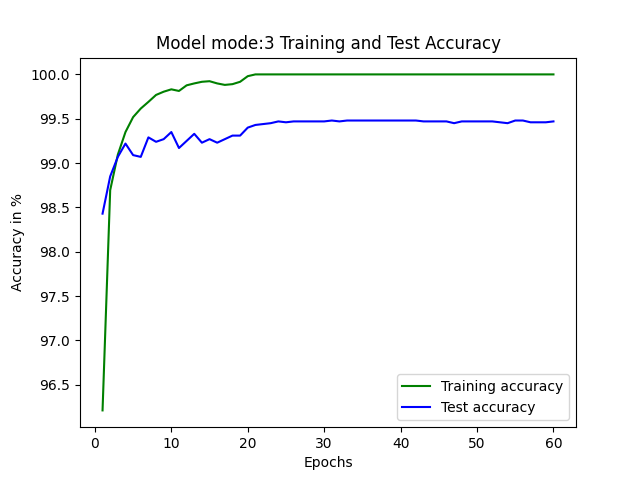 Model mode:3 Training and Test Accuracy
100.0
99.5
99.0
98.5
98.0
97.5
97.0
96.5
Accuracy in %
0 10 20 30 40 50 60
Epochs
Training accuracy
Test accuracy